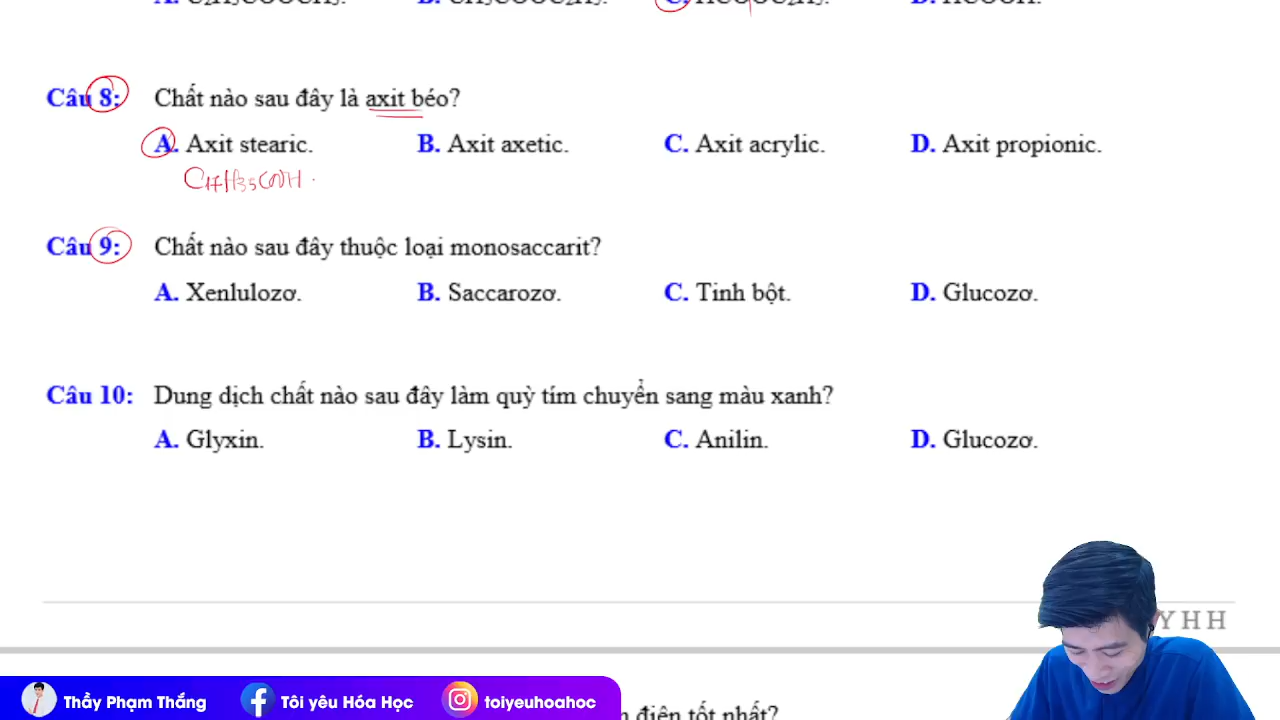 Câu 8: Chất nào sau đây là axit béo?
A. Axit stearic. B. Axit axetic. C. Axit acrylic. D. Axit propionic.
C17H35COOH
Câu 9: Chất nào sau đây thuộc loại monosaccarit?
A. Xenlulozơ. B. Saccarozơ. C. Tinh bột. D. Glucozơ.
Câu 10: Dung dịch chất nào sau đây làm quỳ tím chuyển sang màu xanh?
A. Glyxin. B. Lysin. C. Anilin. D. Glucozơ.
YHH
Thầy Phạm Thắng Tôi yêu Hóa Học toiyeuhoahoc
điện tốt nhất?